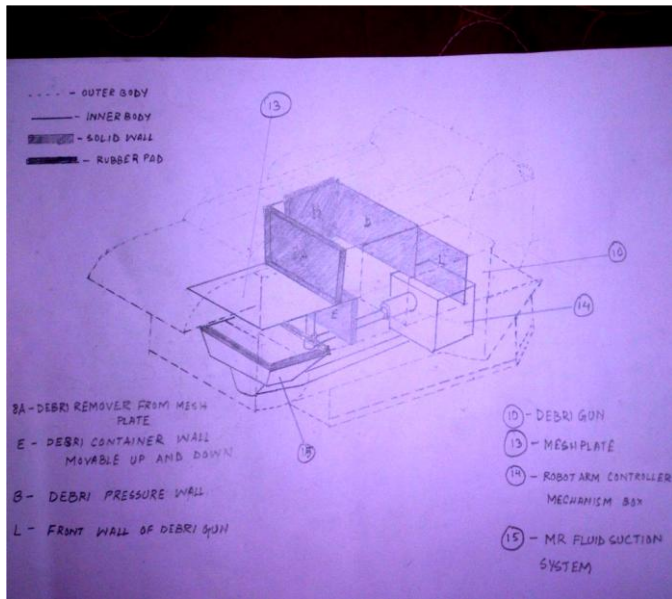 - OUTER BODY
- INNER BODY
- SOLID WALL
- RUBBER PAD
13
8A
B
L
E
10
14
15
8A - DEBRI REMOVER FROM MESH
PLATE
E - DEBRI CONTAINER WALL
MOVABLE UP AND DOWN
B - DEBRI PRESSURE WALL
L - FRONT WALL OF DEBRI GUN
10 - DEBRI GUN
13 - MESHPLATE
14 - ROBOT ARM CONTROLLER
MECHANISM BOX
15 - MR FLUID SUCTION
SYSTEM